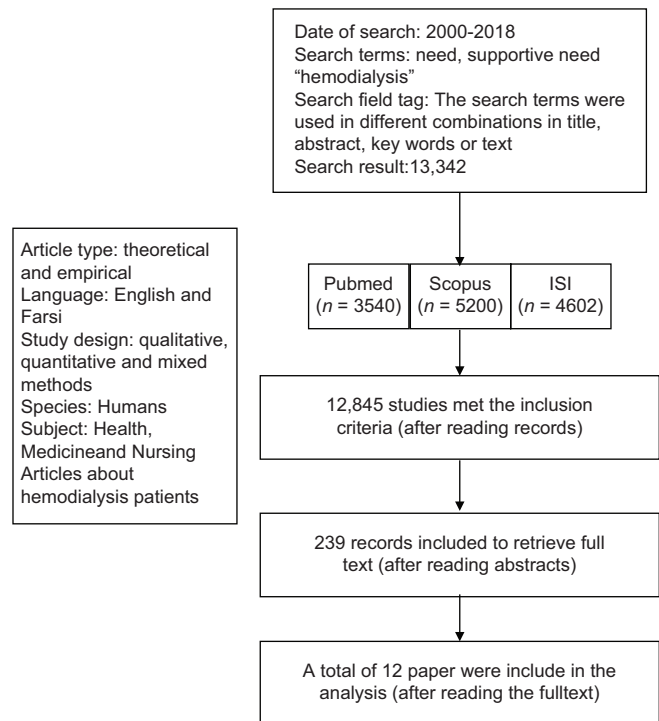 Date of search: 2000-2018
Search terms: need, supportive need
“hemodialysis”
Search field tag: The search terms were
used in different combinations in title,
abstract, key words or text
Search result:13,342
Article type: theoretical
and empirical
Language: English and
Farsi
Study design: qualitative,
quantitative and mixed
methods
Species: Humans
Subject: Health,
Medicineand Nursing
Articles about
hemodialysis patients
Pubmed
(n = 3540)
Scopus
(n = 5200)
ISI
(n = 4602)
12,845 studies met the inclusion
criteria (after reading records)
239 records included to retrieve full
text (after reading abstracts)
A total of 12 paper were include in the
analysis (after reading the fulltext)